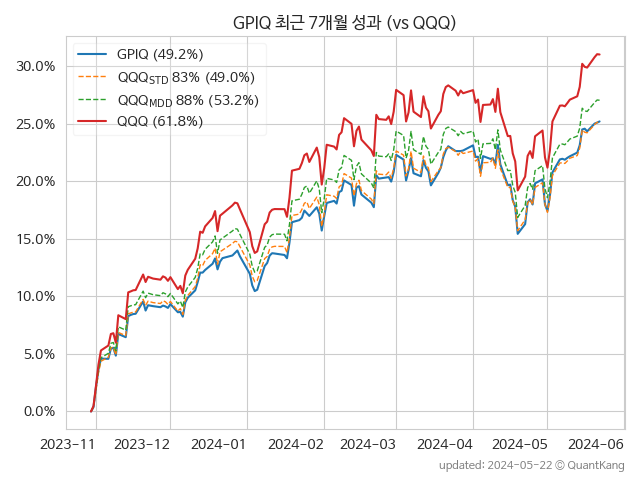 GPIQ 최근 7개월 성과 (vs QQQ)
GPIQ (49.2%)
QQQSTD 83% (49.0%)
QQQMDD 88% (53.2%)
QQQ (61.8%)
30.0%
25.0%
20.0%
15.0%
10.0%
5.0%
0.0%
2023-11 2023-12 2024-01 2024-02 2024-03 2024-04 2024-05 2024-06
updated: 2024-05-22 © QuantKang